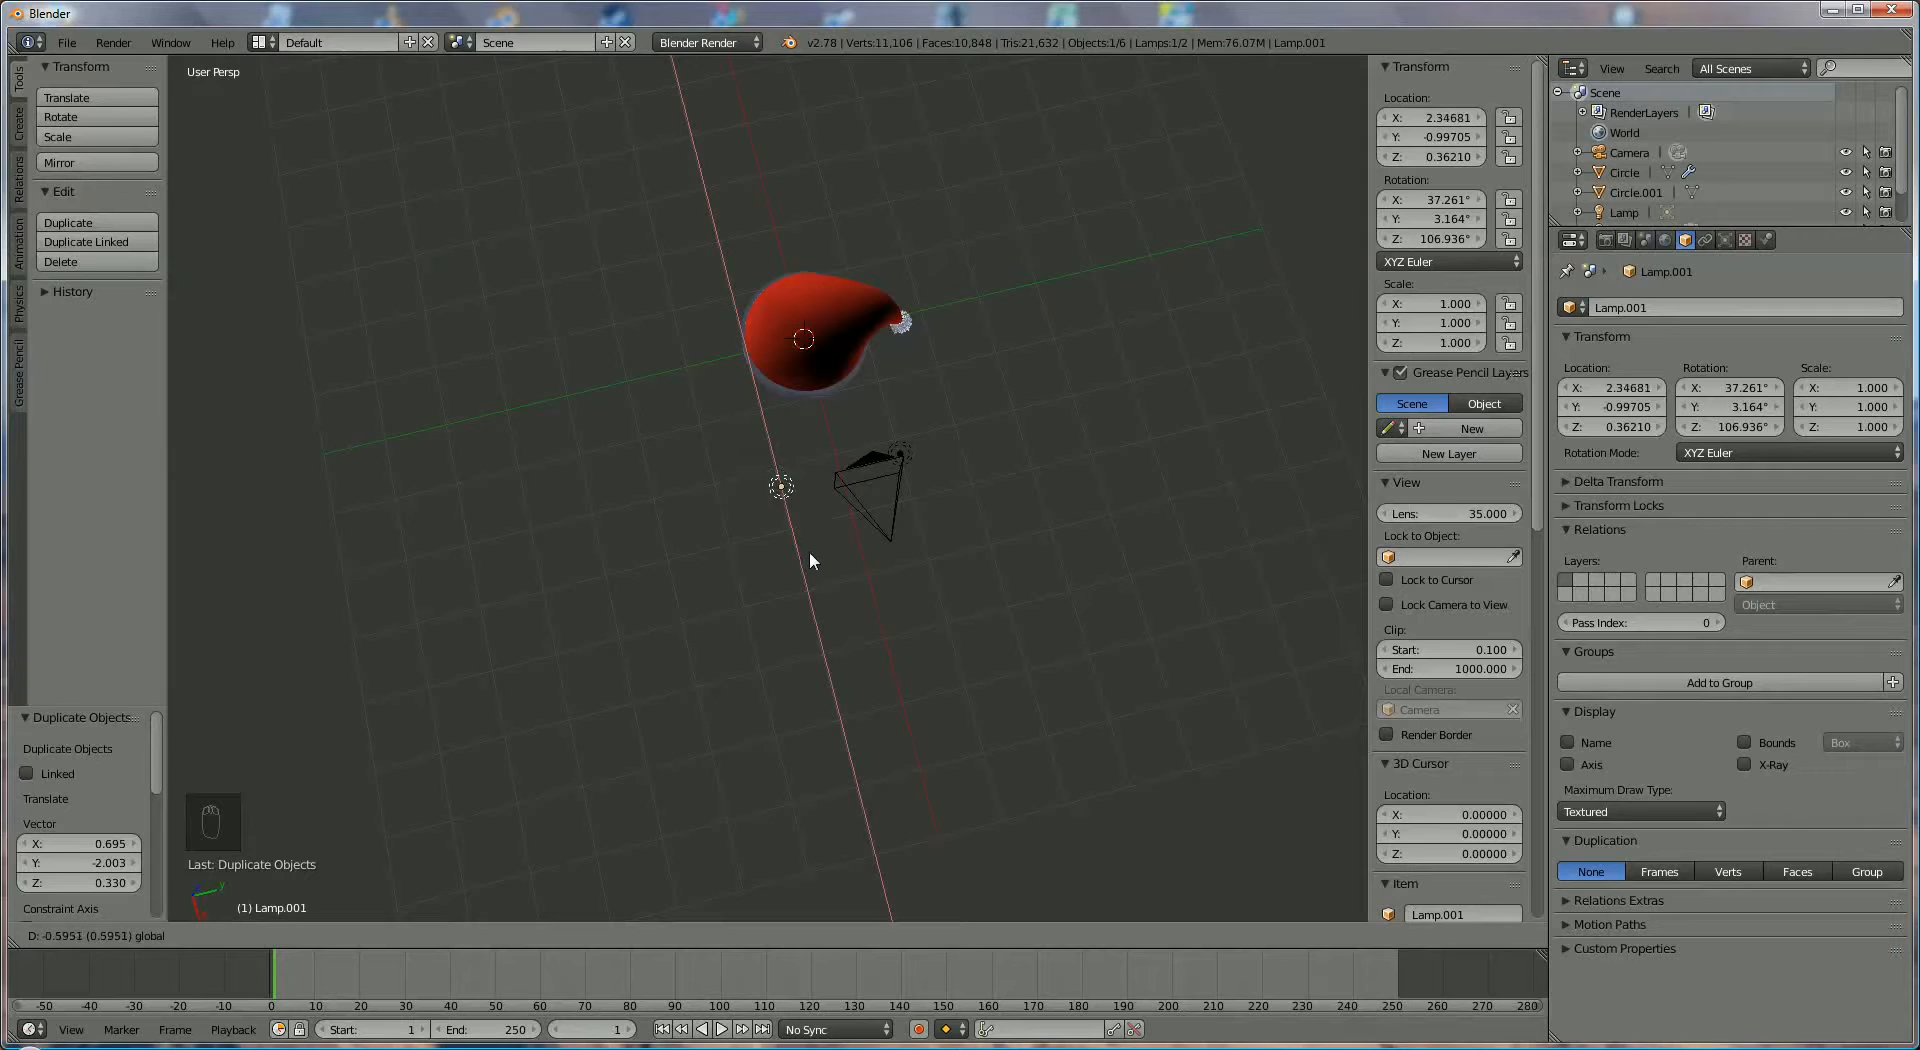 Blender
File Render Window Help Default Scene Blender Render v2.78 | Verts:11,106 | Faces:10,848 | Tris:21,632 | Objects:1/6 | Lamps:1/2 | Mem:76.07M | Lamp.001
Tools
Create
Relations
Animation
Physics
Grease Pencil
Transform
Translate
Rotate
Scale
Mirror
Edit
Duplicate
Duplicate Linked
Delete
History
Duplicate Objects
Duplicate Objects
Linked
Translate
Vector
X: 0.695
Y: -2.003
Z: 0.330
Constraint Axis
User Persp
Last: Duplicate Objects
(1) Lamp.001
D: -0.5951 (0.5951) global
Transform
Location:
X: 2.34681
Y: -0.99705
Z: 0.36210
Rotation:
X: 37.261°
Y: 3.164°
Z: 106.936°
XYZ Euler
Scale:
X: 1.000
Y: 1.000
Z: 1.000
Grease Pencil Layers
Scene Object
New
New Layer
View
Lens: 35.000
Lock to Object:
Lock to Cursor
Lock Camera to View
Clip:
Start: 0.100
End: 1000.000
Local Camera:
Camera
Render Border
3D Cursor
Location:
X: 0.00000
Y: 0.00000
Z: 0.00000
Item
Lamp.001
View Search All Scenes
Scene
RenderLayers
World
Camera
Circle
Circle.001
Lamp
Lamp.001
Lamp.001
Transform
Location: Rotation: Scale:
X: 2.34681 X: 37.261° X: 1.000
Y: -0.99705 Y: 3.164° Y: 1.000
Z: 0.36210 Z: 106.936° Z: 1.000
Rotation Mode: XYZ Euler
Delta Transform
Transform Locks
Relations
Layers: Parent:
Object
Pass Index: 0
Groups
Add to Group
Display
Name Bounds Box
Axis X-Ray
Maximum Draw Type:
Textured
Duplication
None Frames Verts Faces Group
Relations Extras
Motion Paths
Custom Properties
-50 -40 -30 -20 -10 0 10 20 30 40 50 60 70 80 90 100 110 120 130 140 150 160 170 180 190 200 210 220 230 240 250 260 270 280
View Marker Frame Playback Start: 1 End: 250 1 No Sync